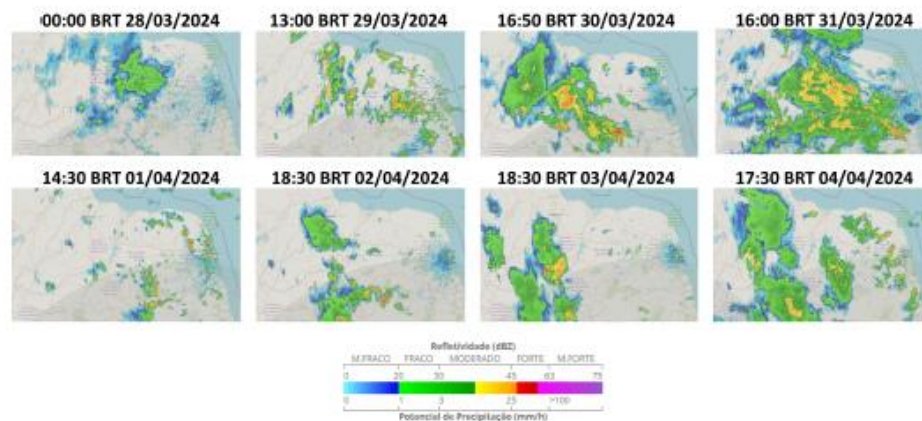 00:00 BRT 28/03/2024 13:00 BRT 29/03/2024 16:50 BRT 30/03/2024 16:00 BRT 31/03/2024
14:30 BRT 01/04/2024 18:30 BRT 02/04/2024 18:30 BRT 03/04/2024 17:30 BRT 04/04/2024
Refletividade (dBZ)
M.FRACO FRACO MODERADO FORTE M.FORTE
0 20 30 45 63 75
0 1 3 25 >100
Potencial de Precipitação (mm/h)